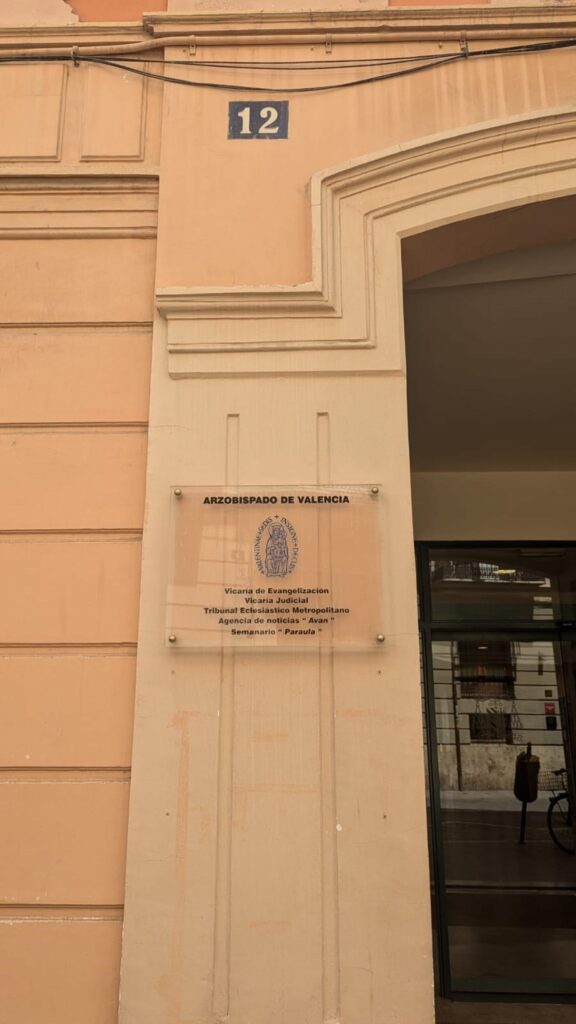 12
ARZOBISPADO DE VALENCIA
Vicaría de Evangelización
Vicaría Judicial
Tribunal Eclesiástico Metropolitano
Agencia de noticias " Avan "
Semanario " Paraula "